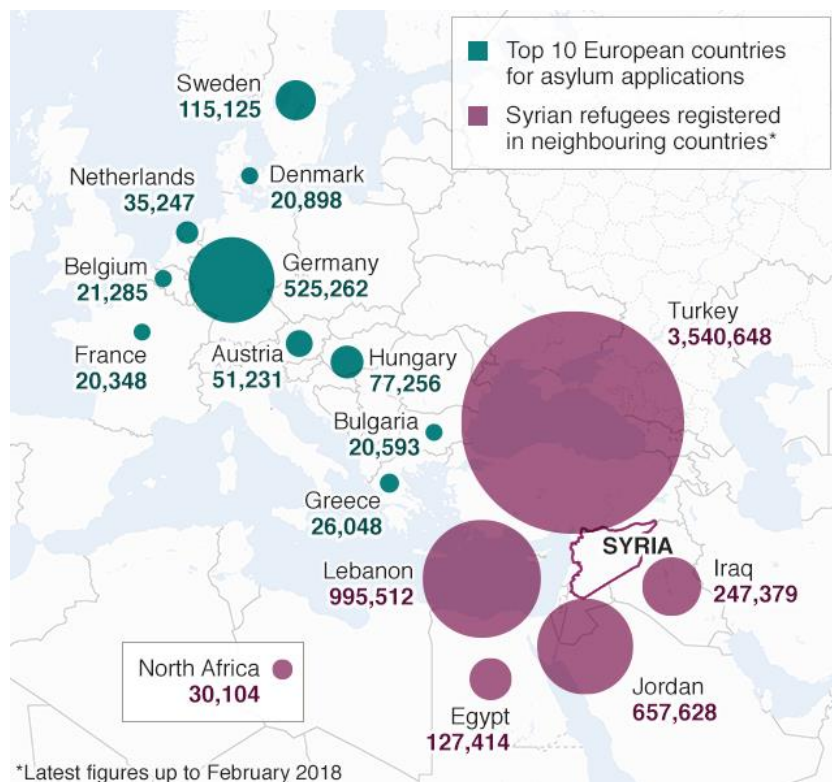 Top 10 European countries
for asylum applications
Syrian refugees registered
in neighbouring countries*
Sweden
115,125
Netherlands
35,247
Denmark
20,898
Belgium
21,285
Germany
525,262
France
20,348
Austria
51,231
Hungary
77,256
Turkey
3,540,648
Bulgaria
20,593
Greece
26,048
SYRIA
Lebanon
995,512
Iraq
247,379
North Africa
30,104
Egypt
127,414
Jordan
657,628
*Latest figures up to February 2018